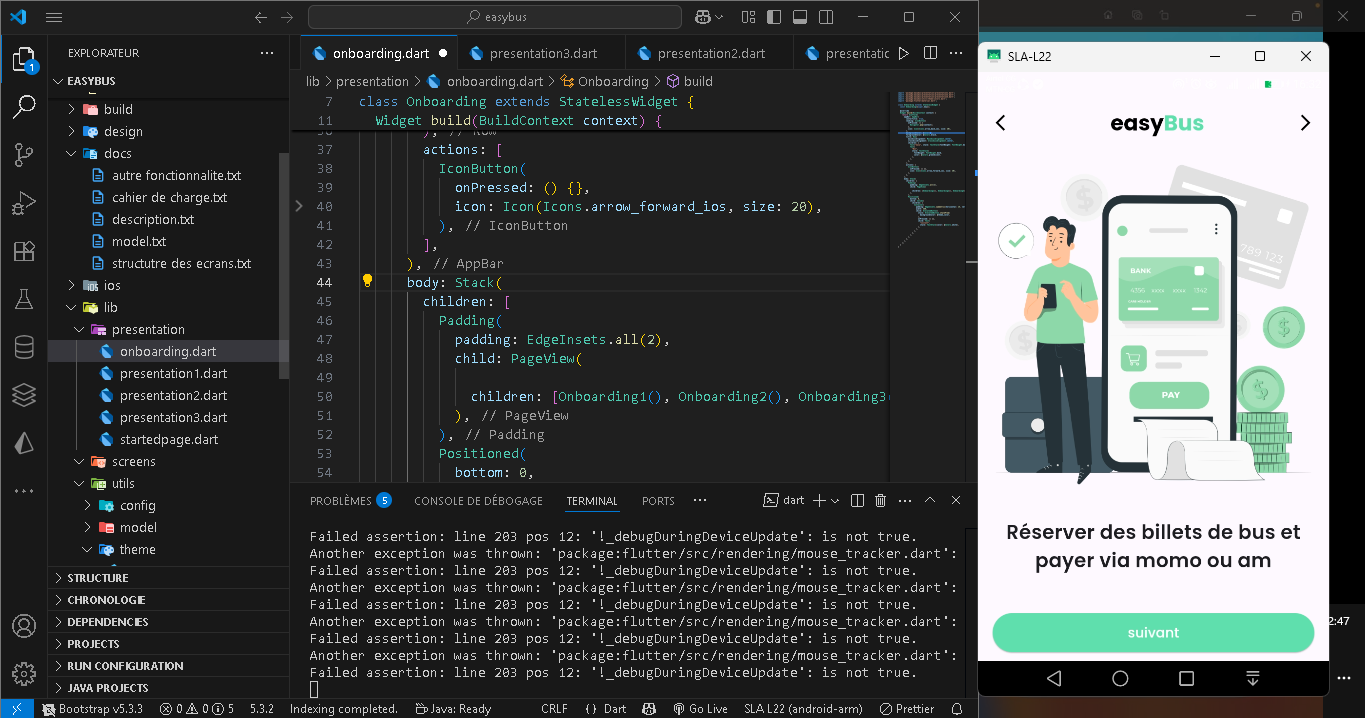 easybus
EXPLORATEUR
EASYBUS
build
design
docs
autre fonctionnalite.txt
cahier de charge.txt
description.txt
model.txt
structutre des ecrans.txt
ios
lib
presentation
onboarding.dart
presentation1.dart
presentation2.dart
presentation3.dart
startedpage.dart
screens
utils
config
model
theme
STRUCTURE
CHRONOLOGIE
DEPENDENCIES
PROJECTS
RUN CONFIGURATION
JAVA PROJECTS
1
onboarding.dart presentation3.dart presentation2.dart presentatic
lib > presentation > onboarding.dart > Onboarding > build
7 class Onboarding extends StatelessWidget {
11 Widget build(BuildContext context) {
36 ), // Row
37 actions: [
38 IconButton(
39 onPressed: () {},
40 icon: Icon(Icons.arrow_forward_ios, size: 20),
41 ), // IconButton
42 ],
43 ), // AppBar
44 body: Stack(
45 children: [
46 Padding(
47 padding: EdgeInsets.all(2),
48 child: PageView(
49
50 children: [Onboarding1(), Onboarding2(), Onboarding3(
51 ), // PageView
52 ), // Padding
53 Positioned(
54 bottom: 0,
PROBLÈMES 5 CONSOLE DE DÉBOGAGE TERMINAL PORTS ··· dart
Failed assertion: line 203 pos 12: '!_debugDuringDeviceUpdate': is not true.
Another exception was thrown: 'package:flutter/src/rendering/mouse_tracker.dart':
Failed assertion: line 203 pos 12: '!_debugDuringDeviceUpdate': is not true.
Another exception was thrown: 'package:flutter/src/rendering/mouse_tracker.dart':
Failed assertion: line 203 pos 12: '!_debugDuringDeviceUpdate': is not true.
Another exception was thrown: 'package:flutter/src/rendering/mouse_tracker.dart':
Failed assertion: line 203 pos 12: '!_debugDuringDeviceUpdate': is not true.
Another exception was thrown: 'package:flutter/src/rendering/mouse_tracker.dart':
Failed assertion: line 203 pos 12: '!_debugDuringDeviceUpdate': is not true.
Bootstrap v5.3.3 0 0 5 5.3.2 Indexing completed. Java: Ready CRLF {} Dart Go Live SLA L22 (android-arm) Prettier
SLA-L22
easyBus
789 123
BANK
PAY
Réserver des billets de bus et
payer via momo ou am
suivant
2:47